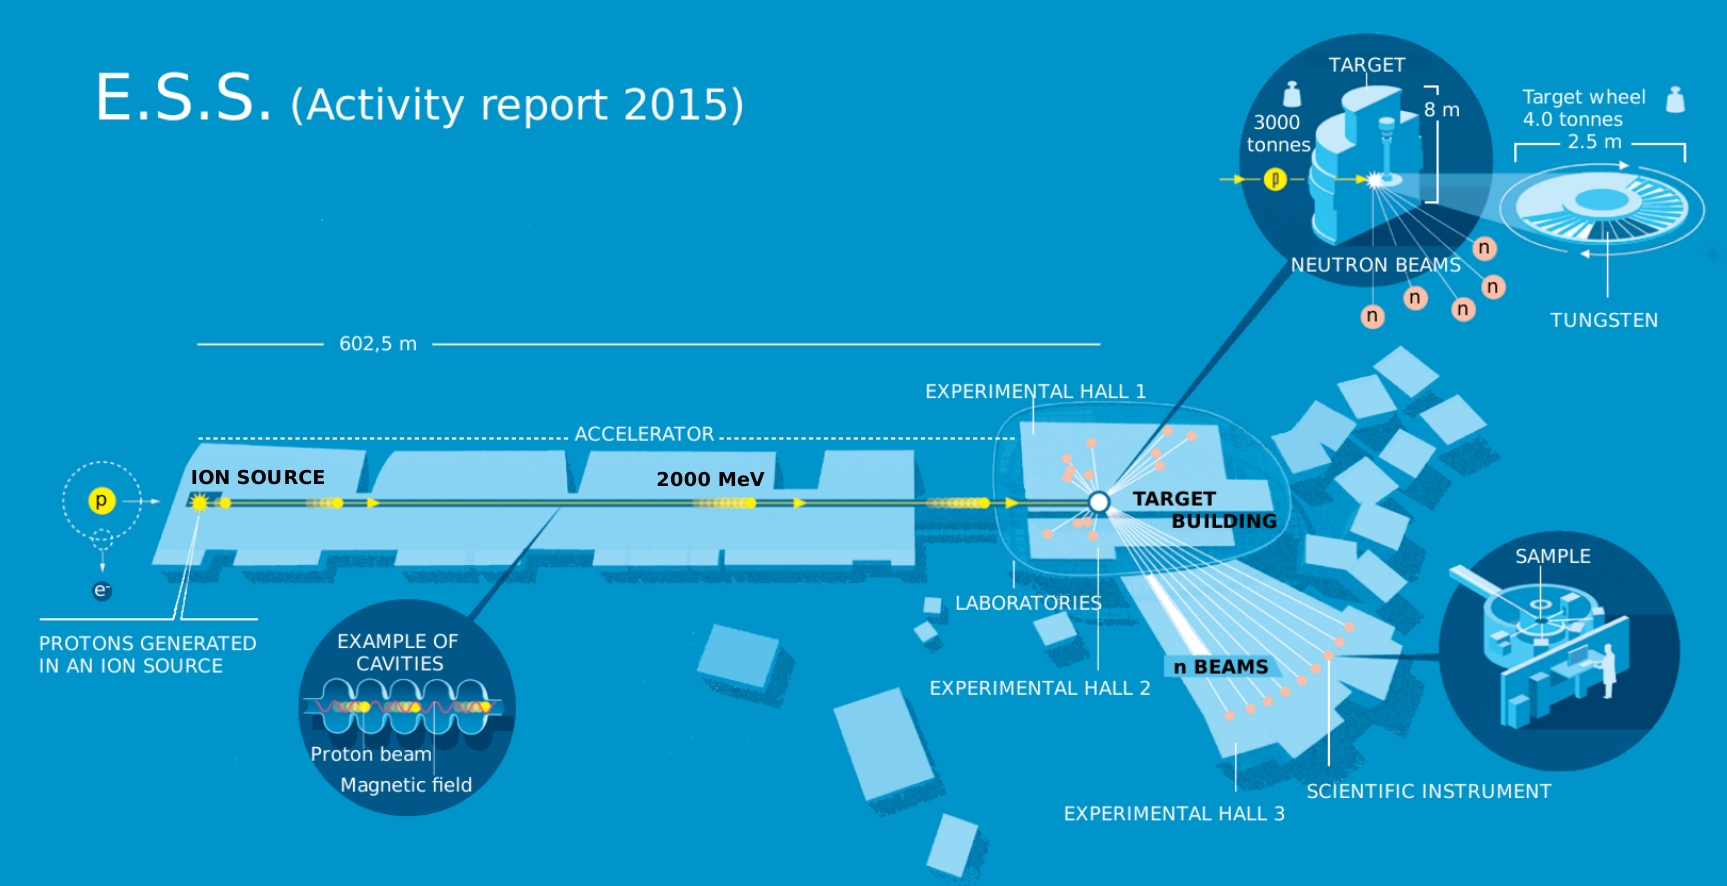 E.S.S. (Activity report 2015)
TARGET
3000
tonnes
8 m
p
Target wheel
4.0 tonnes
2.5 m
n
n
n
n
n
NEUTRON BEAMS
TUNGSTEN
602,5 m
EXPERIMENTAL HALL 1
ACCELERATOR
ION SOURCE
2000 MeV
p
TARGET
BUILDING
e-
SAMPLE
LABORATORIES
PROTONS GENERATED
IN AN ION SOURCE
EXAMPLE OF
CAVITIES
n BEAMS
EXPERIMENTAL HALL 2
Proton beam
Magnetic field
SCIENTIFIC INSTRUMENT
EXPERIMENTAL HALL 3